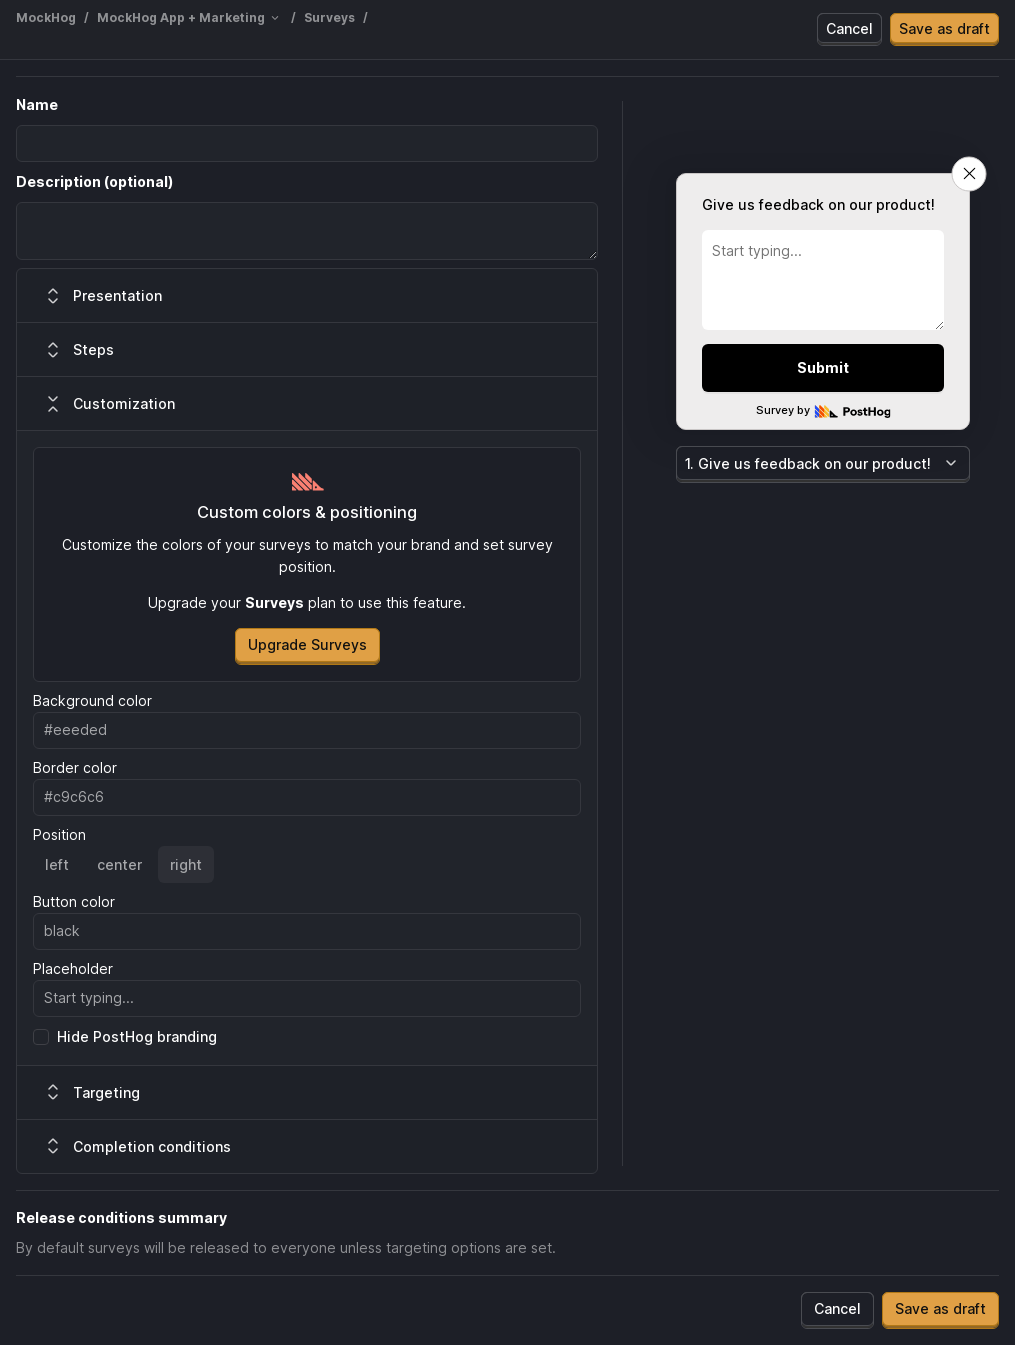 MockHog / MockHog App + Marketing / Surveys /
Cancel
Save as draft
Name
Description (optional)
Presentation
Steps
Customization
Custom colors & positioning
Customize the colors of your surveys to match your brand and set survey
position.
Upgrade your Surveys plan to use this feature.
Upgrade Surveys
Background color
#eeeded
Border color
#c9c6c6
Position
left
center
right
Button color
black
Placeholder
Start typing...
Hide PostHog branding
Targeting
Completion conditions
Give us feedback on our product!
Start typing...
Submit
Survey by PostHog
1. Give us feedback on our product!
Release conditions summary
By default surveys will be released to everyone unless targeting options are set.
Cancel
Save as draft